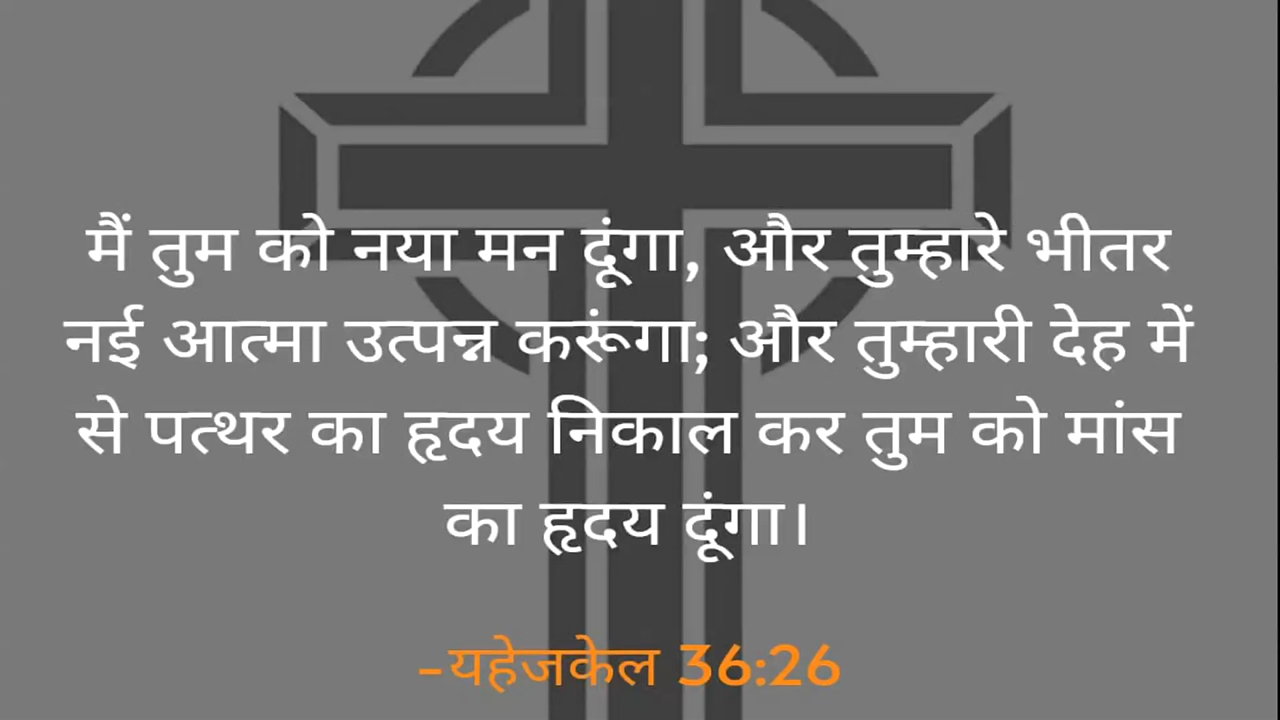 मैं तुम को नया मन दूंगा, और तुम्हारे भीतर
नई आत्मा उत्पन्न करूंगा; और तुम्हारी देह में
से पत्थर का हृदय निकाल कर तुम को मांस
का हृदय दूंगा।
-यहेजकेल 36:26